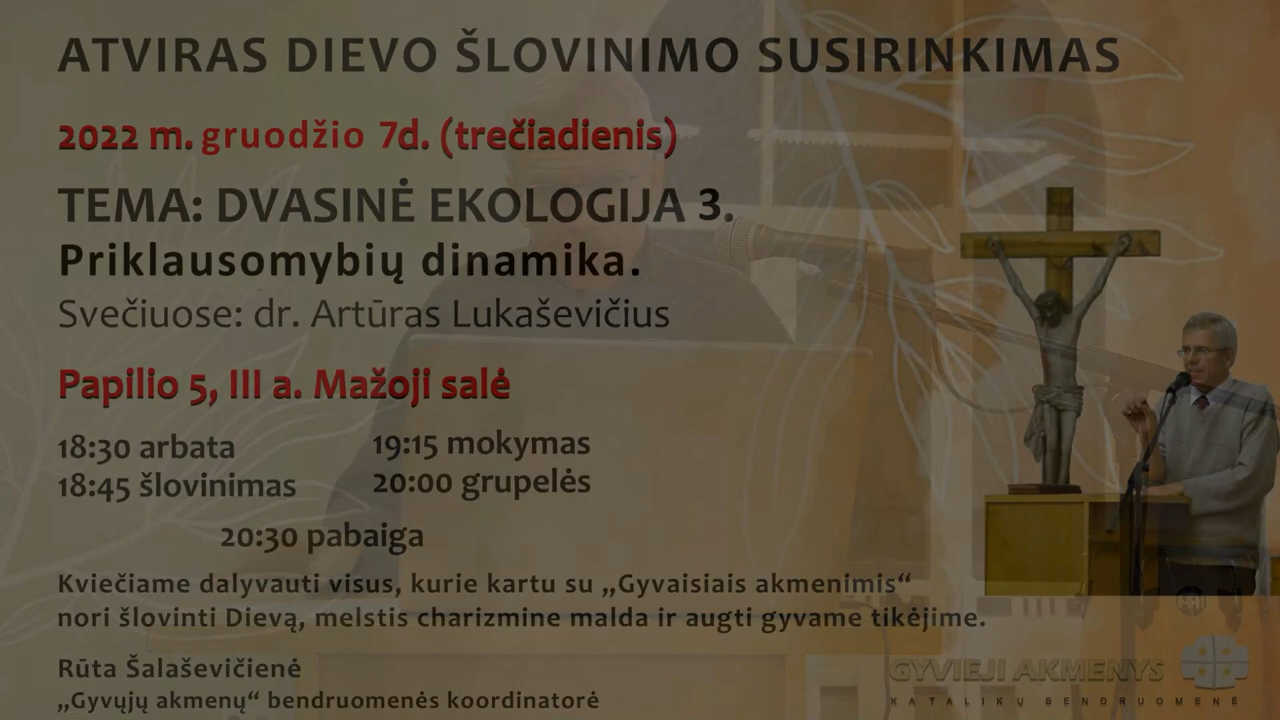 ATVIRAS DIEVO ŠLOVINIMO SUSIRINKIMAS
2022 m. gruodžio 7d. (trečiadienis)
TEMA: DVASINĖ EKOLOGIJA 3.
Priklausomybių dinamika.
Svečiuose: dr. Artūras Lukaševičius
Papilio 5, III a. Mažoji salė
18:30 arbata
18:45 šlovinimas
19:15 mokymas
20:00 grupelės
20:30 pabaiga
Kviečiame dalyvauti visus, kurie kartu su „Gyvaisiais akmenimis“
nori šlovinti Dievą, melstis charizmine malda ir augti gyvame tikėjime.
Rūta Šalaševičienė
„Gyvųjų akmenų“ bendruomenės koordinatorė
GYVIEJI AKMENYS
KATALIKŲ BENDRUOMENĖ